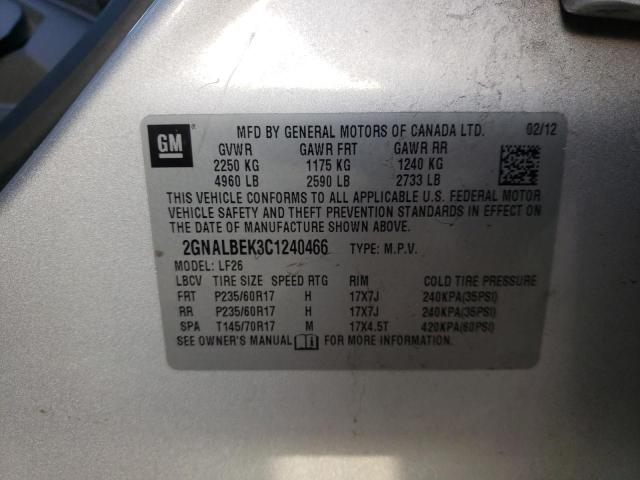 GM
MFD BY GENERAL MOTORS OF CANADA LTD. 02/12
GVWR GAWR FRT GAWR RR
2250 KG 1175 KG 1240 KG
4960 LB 2590 LB 2733 LB
THIS VEHICLE CONFORMS TO ALL APPLICABLE U.S. FEDERAL MOTOR
VEHICLE SAFETY AND THEFT PREVENTION STANDARDS IN EFFECT ON
THE DATE OF MANUFACTURE SHOWN ABOVE.
2GNALBEK3C1240466 TYPE: M.P.V.
MODEL: LF26
LBCV TIRE SIZE SPEED RTG RIM COLD TIRE PRESSURE
FRT P235/60R17 H 17X7J 240KPA(35PSI)
RR P235/60R17 H 17X7J 240KPA(35PSI)
SPA T145/70R17 M 17X4.5T 420KPA(60PSI)
SEE OWNER'S MANUAL FOR MORE INFORMATION.